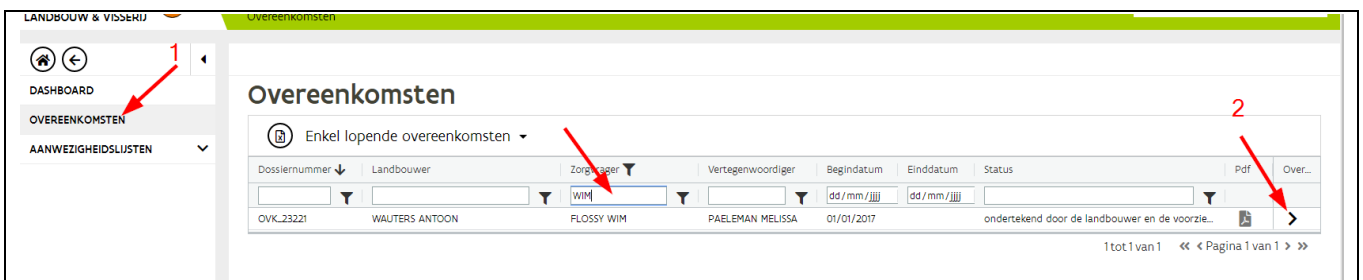 LANDBOUW & VISSERIJ
Overeenkomsten
1
DASHBOARD
OVEREENKOMSTEN
AANWEZIGHEIDSLIJSTEN
Overeenkomsten
2
Enkel lopende overeenkomsten
Dossiernummer Landbouwer Zorgvrager Vertegenwoordiger Begindatum Einddatum Status Pdf Over...
WIM dd/mm/jjjj dd/mm/jjjj
OVK_23221 WAUTERS ANTOON FLOSSY WIM PAELEMAN MELISSA 01/01/2017 ondertekend door de landbouwer en de voorzie...
1 tot 1 van 1 Pagina 1 van 1